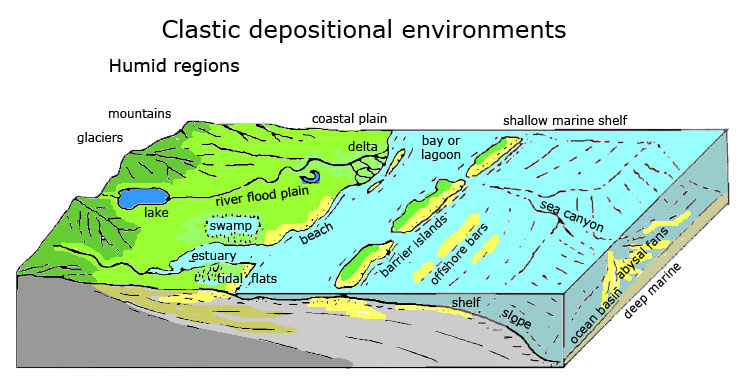 Clastic depositional environments
Humid regions
mountains
glaciers
coastal plain
shallow marine shelf
delta
bay or
lagoon
river flood plain
lake
swamp
beach
sea canyon
barrier islands
offshore bars
estuary
tidal flats
shelf
slope
ocean basin
abysal fans
deep marine